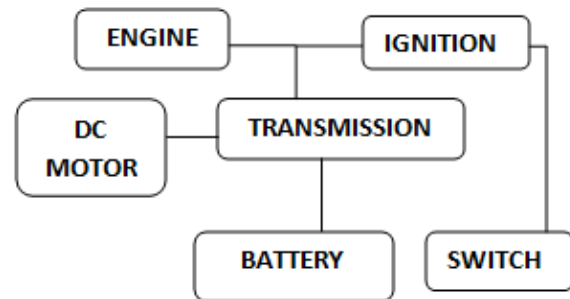 ENGINE
IGNITION
DC
MOTOR
TRANSMISSION
BATTERY
SWITCH